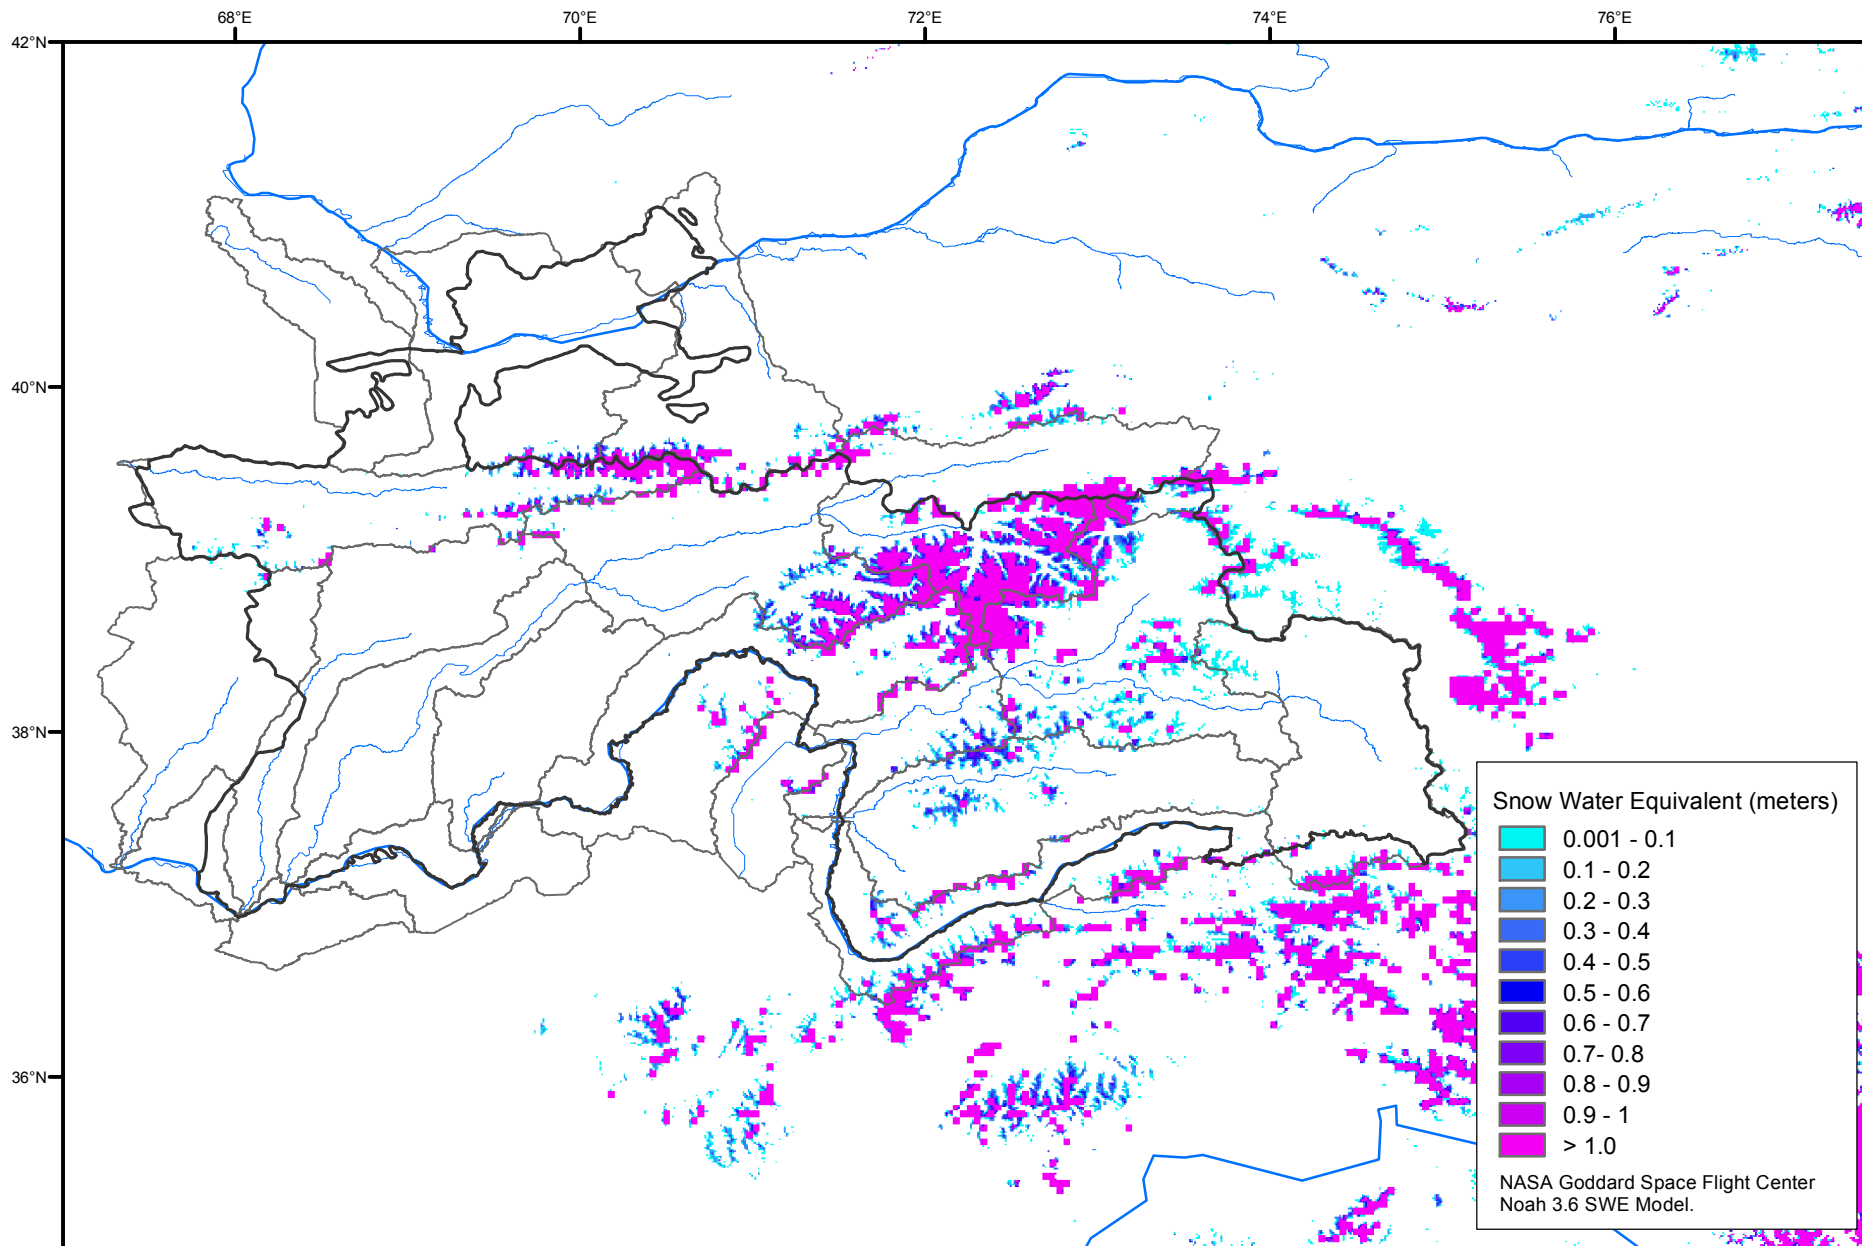 68°E 70°E 72°E 74°E 76°E
42°N
40°N
38°N
36°N
Snow Water Equivalent (meters)
0.001 - 0.1
0.1 - 0.2
0.2 - 0.3
0.3 - 0.4
0.4 - 0.5
0.5 - 0.6
0.6 - 0.7
0.7- 0.8
0.8 - 0.9
0.9 - 1
> 1.0
NASA Goddard Space Flight Center
Noah 3.6 SWE Model.